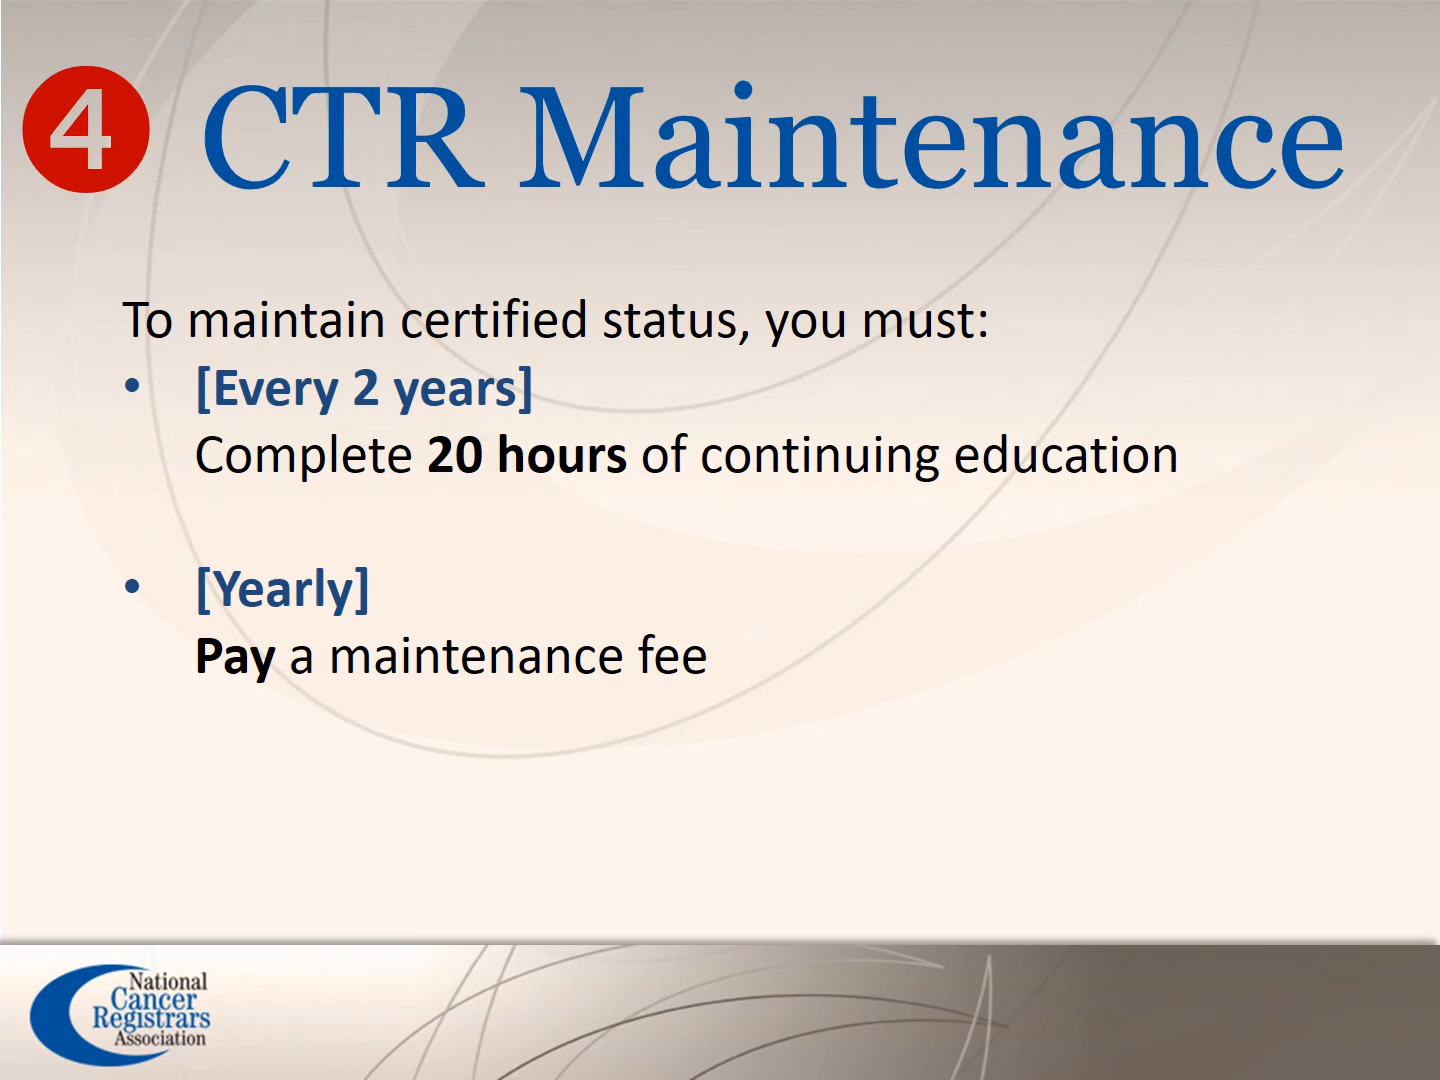 4 CTR Maintenance
To maintain certified status, you must:
• [Every 2 years]
Complete 20 hours of continuing education
• [Yearly]
Pay a maintenance fee
National
Cancer
Registrars
Association